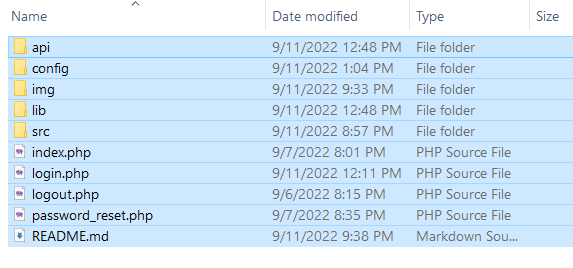 Name Date modified Type Size
api 9/11/2022 12:48 PM File folder
config 9/11/2022 1:04 PM File folder
img 9/11/2022 9:33 PM File folder
lib 9/11/2022 12:48 PM File folder
src 9/11/2022 8:57 PM File folder
index.php 9/7/2022 8:01 PM PHP Source File
login.php 9/11/2022 12:11 PM PHP Source File
logout.php 9/6/2022 8:15 PM PHP Source File
password_reset.php 9/7/2022 8:35 PM PHP Source File
README.md 9/11/2022 9:38 PM Markdown Sou...